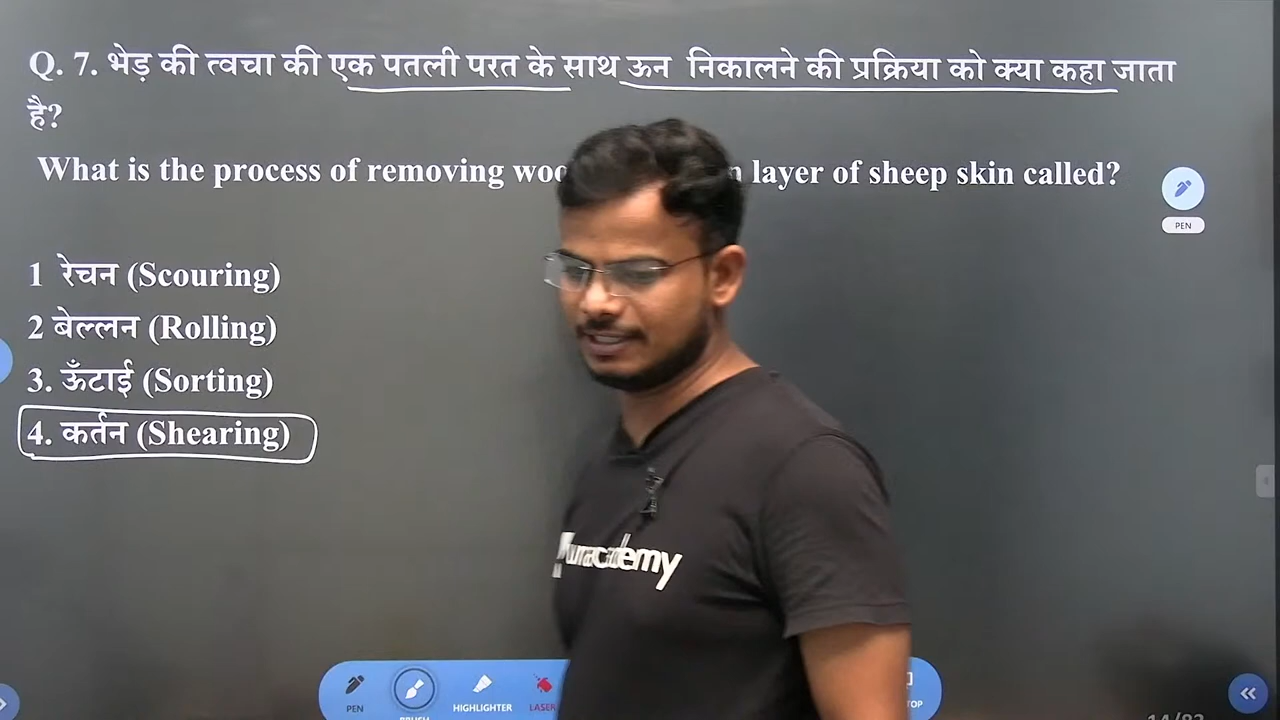 Q. 7. भेड़ की त्वचा की एक पतली परत के साथ ऊन निकालने की प्रक्रिया को क्या कहा जाता
है?
What is the process of removing layer of sheep skin called?
PEN
1 रेचन (Scouring)
2 बेल्लन (Rolling)
3. ऊँटाई (Sorting)
4. कर्तन (Shearing)
unacademy
PEN
HIGHLIGHTER
LASER